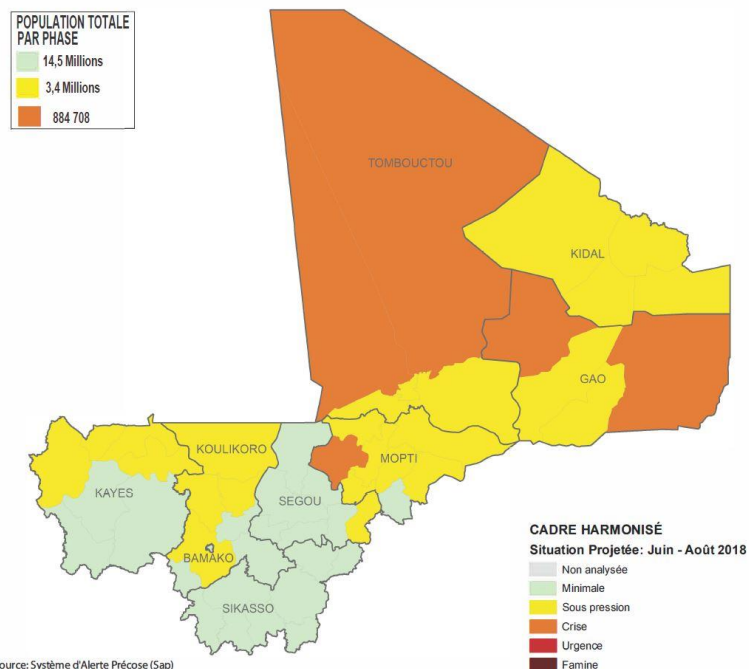 POPULATION TOTALE
PAR PHASE
14,5 Millions
3,4 Millions
884 708
TOMBOUCTOU
KIDAL
GAO
KOULIKORO
MOPTI
KAYES
SEGOU
BAMAKO
SIKASSO
CADRE HARMONISÉ
Situation Projetée: Juin - Août 2018
Non analysée
Minimale
Sous pression
Crise
Urgence
Famine
ource: Système d'Alerte Précose (Sap)